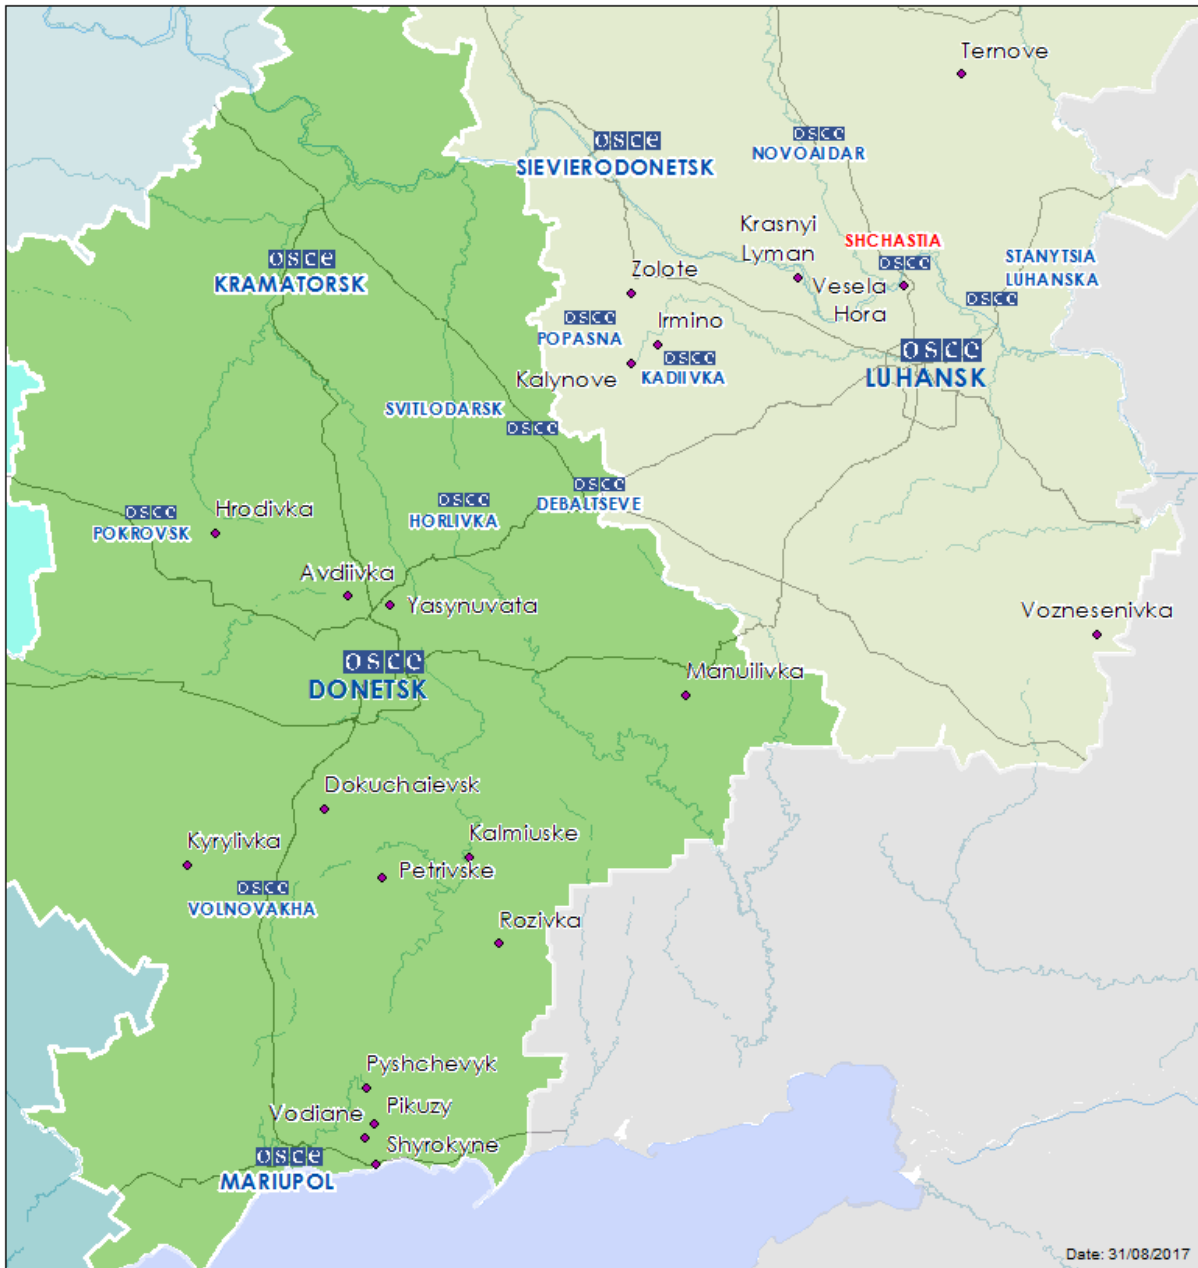 Ternove
OSCE
SIEVIERODONETSK
OSCE
NOVOAIDAR
Krasnyi
Lyman
SHCHASTIA
OSCE
Vesela
Hora
STANYTSIA
LUHANSKA
OSCE
OSCE
KRAMATORSK
Zolote
OSCE
POPASNA
Irmino
OSCE
KADIIVKA
Kalynove
OSCE
LUHANSK
SVITLODARSK
OSCE
OSCE
DEBALTSEVE
OSCE
HORLIVKA
OSCE
POKROVSK
Hrodivka
Avdiivka
Yasynuvata
Voznesenivka
OSCE
DONETSK
Manuilivka
Dokuchaievsk
Kalmiuske
Kyrylivka
Petrivske
OSCE
VOLNOVAKHA
Rozivka
Pyshchevyk
Pikuzy
Vodiane
Shyrokyne
OSCE
MARIUPOL
Date: 31/08/2017